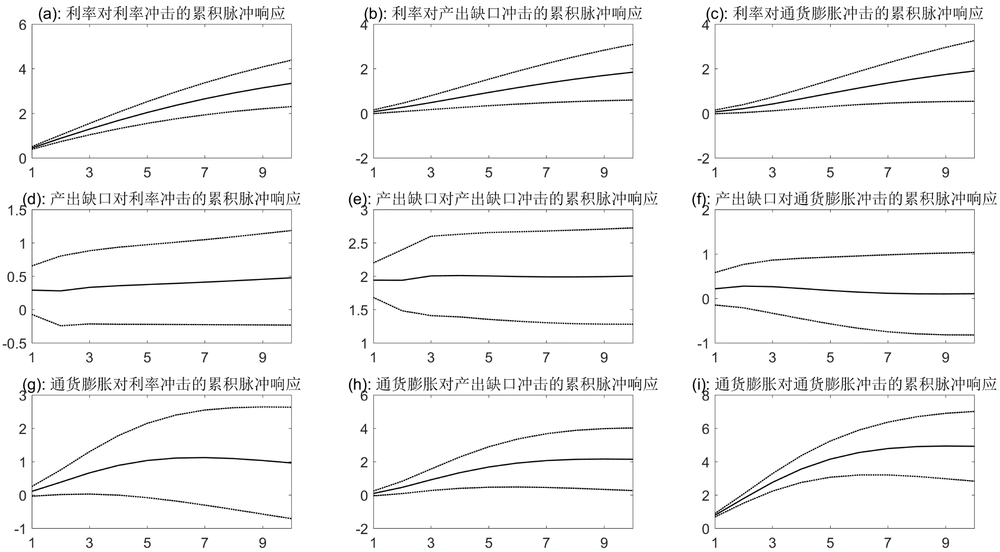 (a): 利率对利率冲击的累积脉冲响应
6
4
2
0
1 3 5 7 9
(b): 利率对产出缺口冲击的累积脉冲响应
4
2
0
-2
1 3 5 7 9
(c): 利率对通货膨胀冲击的累积脉冲响应
4
2
0
-2
1 3 5 7 9
(d): 产出缺口对利率冲击的累积脉冲响应
1.5
1
0.5
0
-0.5
1 3 5 7 9
(e): 产出缺口对产出缺口冲击的累积脉冲响应
3
2.5
2
1.5
1
1 3 5 7 9
(f): 产出缺口对通货膨胀冲击的累积脉冲响应
2
1
0
-1
1 3 5 7 9
(g): 通货膨胀对利率冲击的累积脉冲响应
3
2
1
0
-1
1 3 5 7 9
(h): 通货膨胀对产出缺口冲击的累积脉冲响应
6
4
2
0
-2
1 3 5 7 9
(i): 通货膨胀对通货膨胀冲击的累积脉冲响应
8
6
4
2
0
1 3 5 7 9